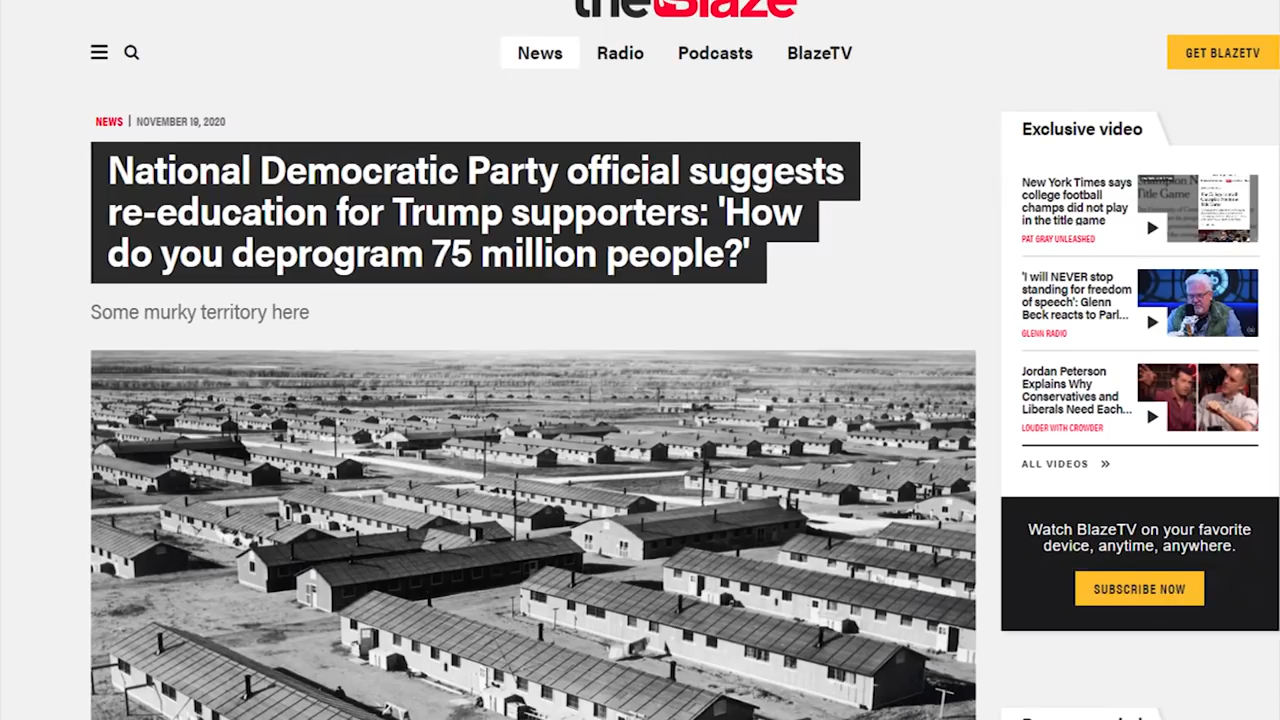 theBlaze
News Radio Podcasts BlazeTV
GET BLAZETV
NEWS | NOVEMBER 19, 2020
National Democratic Party official suggests
re-education for Trump supporters: 'How
do you deprogram 75 million people?'
Some murky territory here
Exclusive video
New York Times says
college football
champs did not play
in the title game
PAT GRAY UNLEASHED
'I will NEVER stop
standing for freedom
of speech': Glenn
Beck reacts to Parl...
GLENN RADIO
Jordan Peterson
Explains Why
Conservatives and
Liberals Need Each...
LOUDER WITH CROWDER
ALL VIDEOS »
Watch BlazeTV on your favorite
device, anytime, anywhere.
SUBSCRIBE NOW